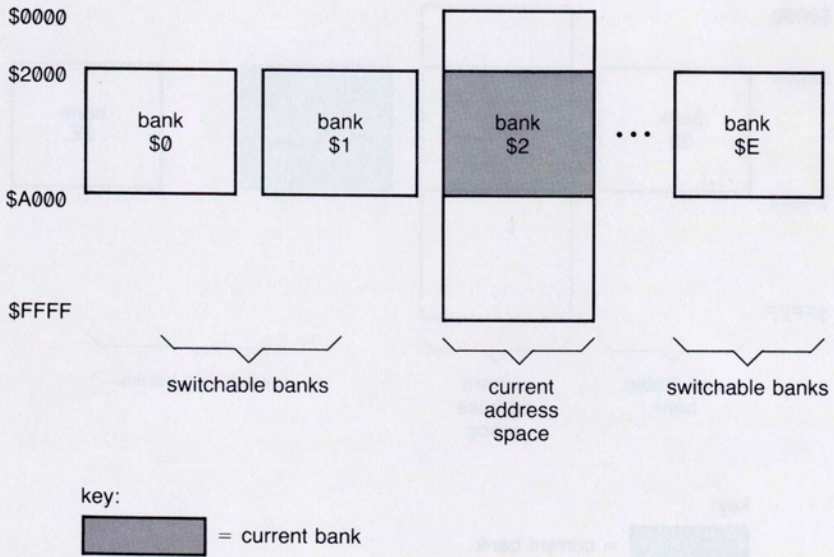 $0000
$2000
bank $0
bank $1
bank $2
...
bank $E
$A000
$FFFF
switchable banks
current address space
switchable banks
key:
= current bank